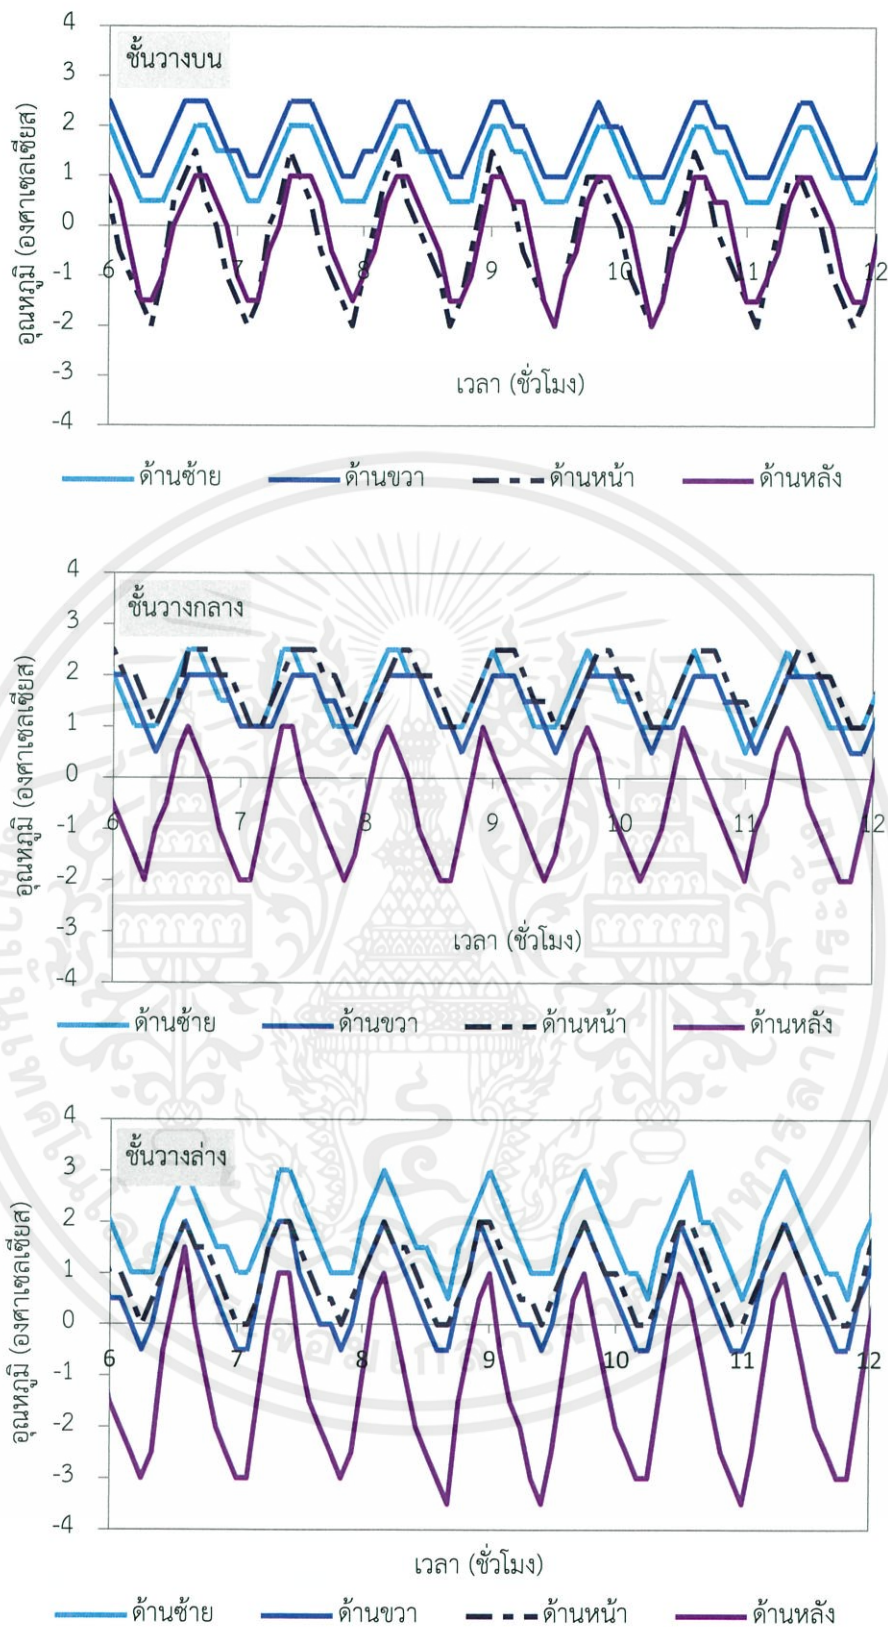 4
ชั้นวางบน
3
2
1
0
-1
-2
-3
-4
อุณหภูมิ (องศาเซลเซียส)
6 7 8 9 10 11 12
เวลา (ชั่วโมง)
ด้านซ้าย ด้านขวา ด้านหน้า ด้านหลัง
4
ชั้นวางกลาง
3
2
1
0
-1
-2
-3
-4
อุณหภูมิ (องศาเซลเซียส)
6 7 8 9 10 11 12
เวลา (ชั่วโมง)
ด้านซ้าย ด้านขวา ด้านหน้า ด้านหลัง
4
ชั้นวางล่าง
3
2
1
0
-1
-2
-3
-4
อุณหภูมิ (องศาเซลเซียส)
6 7 8 9 10 11 12
เวลา (ชั่วโมง)
ด้านซ้าย ด้านขวา ด้านหน้า ด้านหลัง